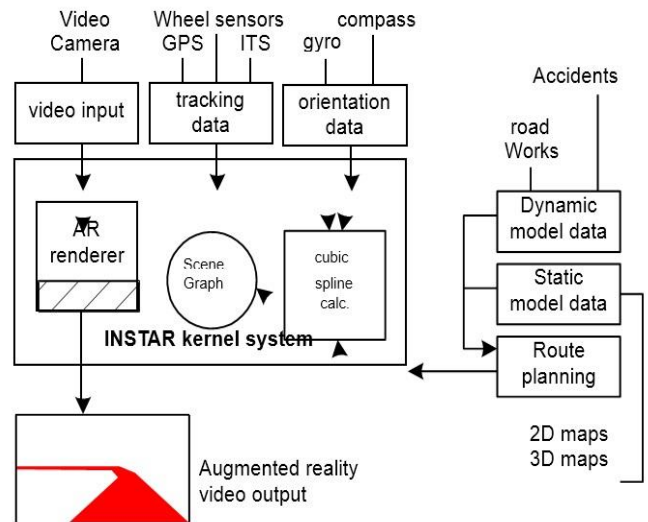 Video
Camera
Wheel sensors
GPS ITS
gyro
compass
video input
tracking
data
orientation
data
Accidents
road
Works
Dynamic
model data
AR
renderer
Scene
Graph
cubic
spline
calc.
Static
model data
INSTAR kernel system
Route
planning
2D maps
3D maps
Augmented reality
video output